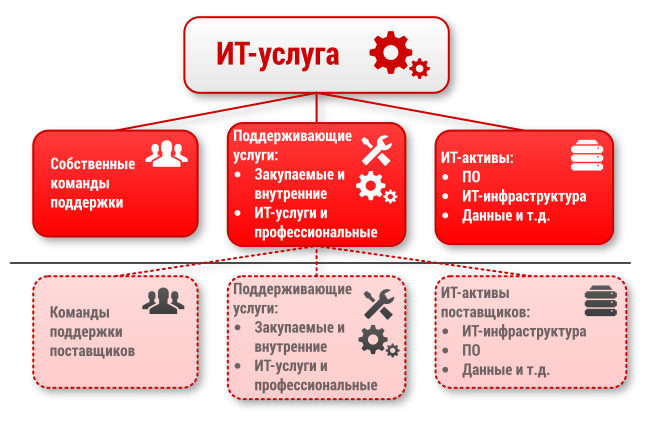 ИТ-услуга
Собственные
команды
поддержки
Поддерживающие
услуги:
• Закупаемые и
внутренние
• ИТ-услуги и
профессиональные
ИТ-активы:
• ПО
• ИТ-инфраструктура
• Данные и т.д.
Команды
поддержки
поставщиков
Поддерживающие
услуги:
• Закупаемые и
внутренние
• ИТ-услуги и
профессиональные
ИТ-активы
поставщиков:
• ИТ-инфраструктура
• ПО
• Данные и т.д.